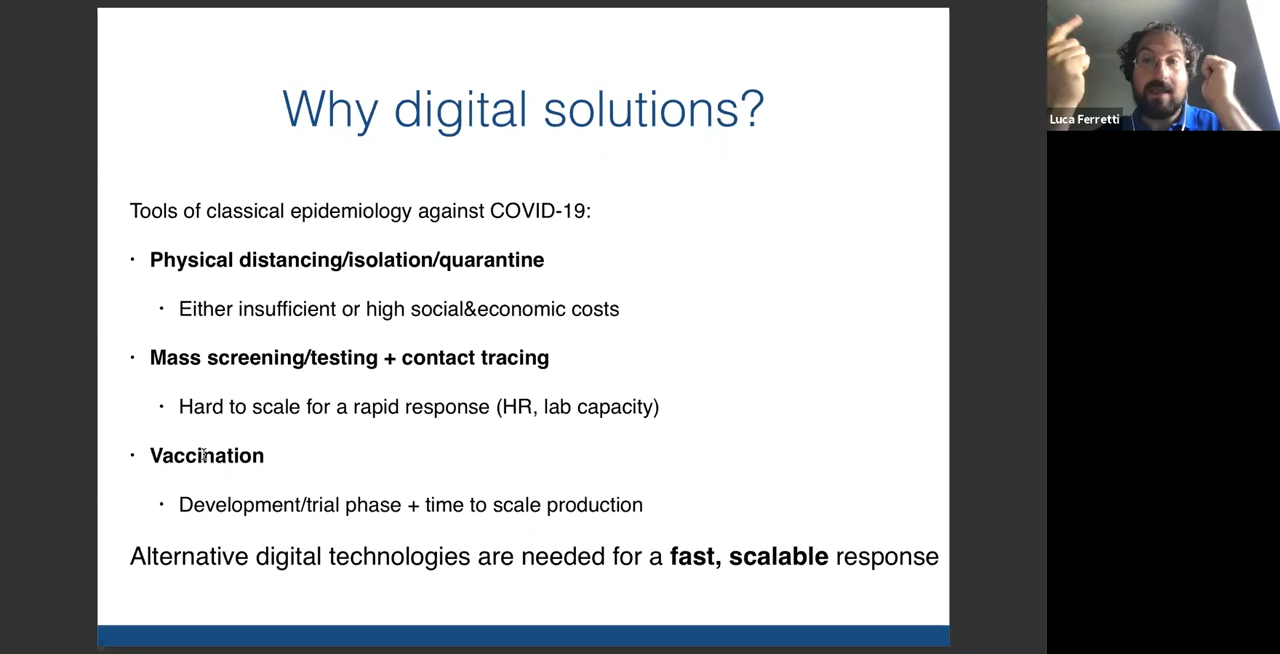 Why digital solutions?
Tools of classical epidemiology against COVID-19:
• Physical distancing/isolation/quarantine
• Either insufficient or high social&economic costs
• Mass screening/testing + contact tracing
• Hard to scale for a rapid response (HR, lab capacity)
• Vaccination
• Development/trial phase + time to scale production
Alternative digital technologies are needed for a fast, scalable response
Luca Ferretti